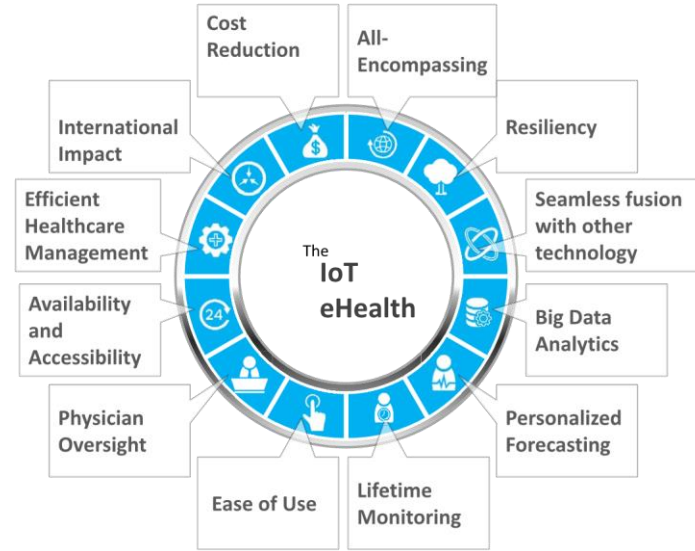 Cost
Reduction
All-
Encompassing
International
Impact
Resiliency
Efficient
Healthcare
Management
Seamless fusion
with other
technology
The
IoT
eHealth
$
24
Availability
and
Accessibility
Big Data
Analytics
Physician
Oversight
Personalized
Forecasting
Ease of Use
Lifetime
Monitoring